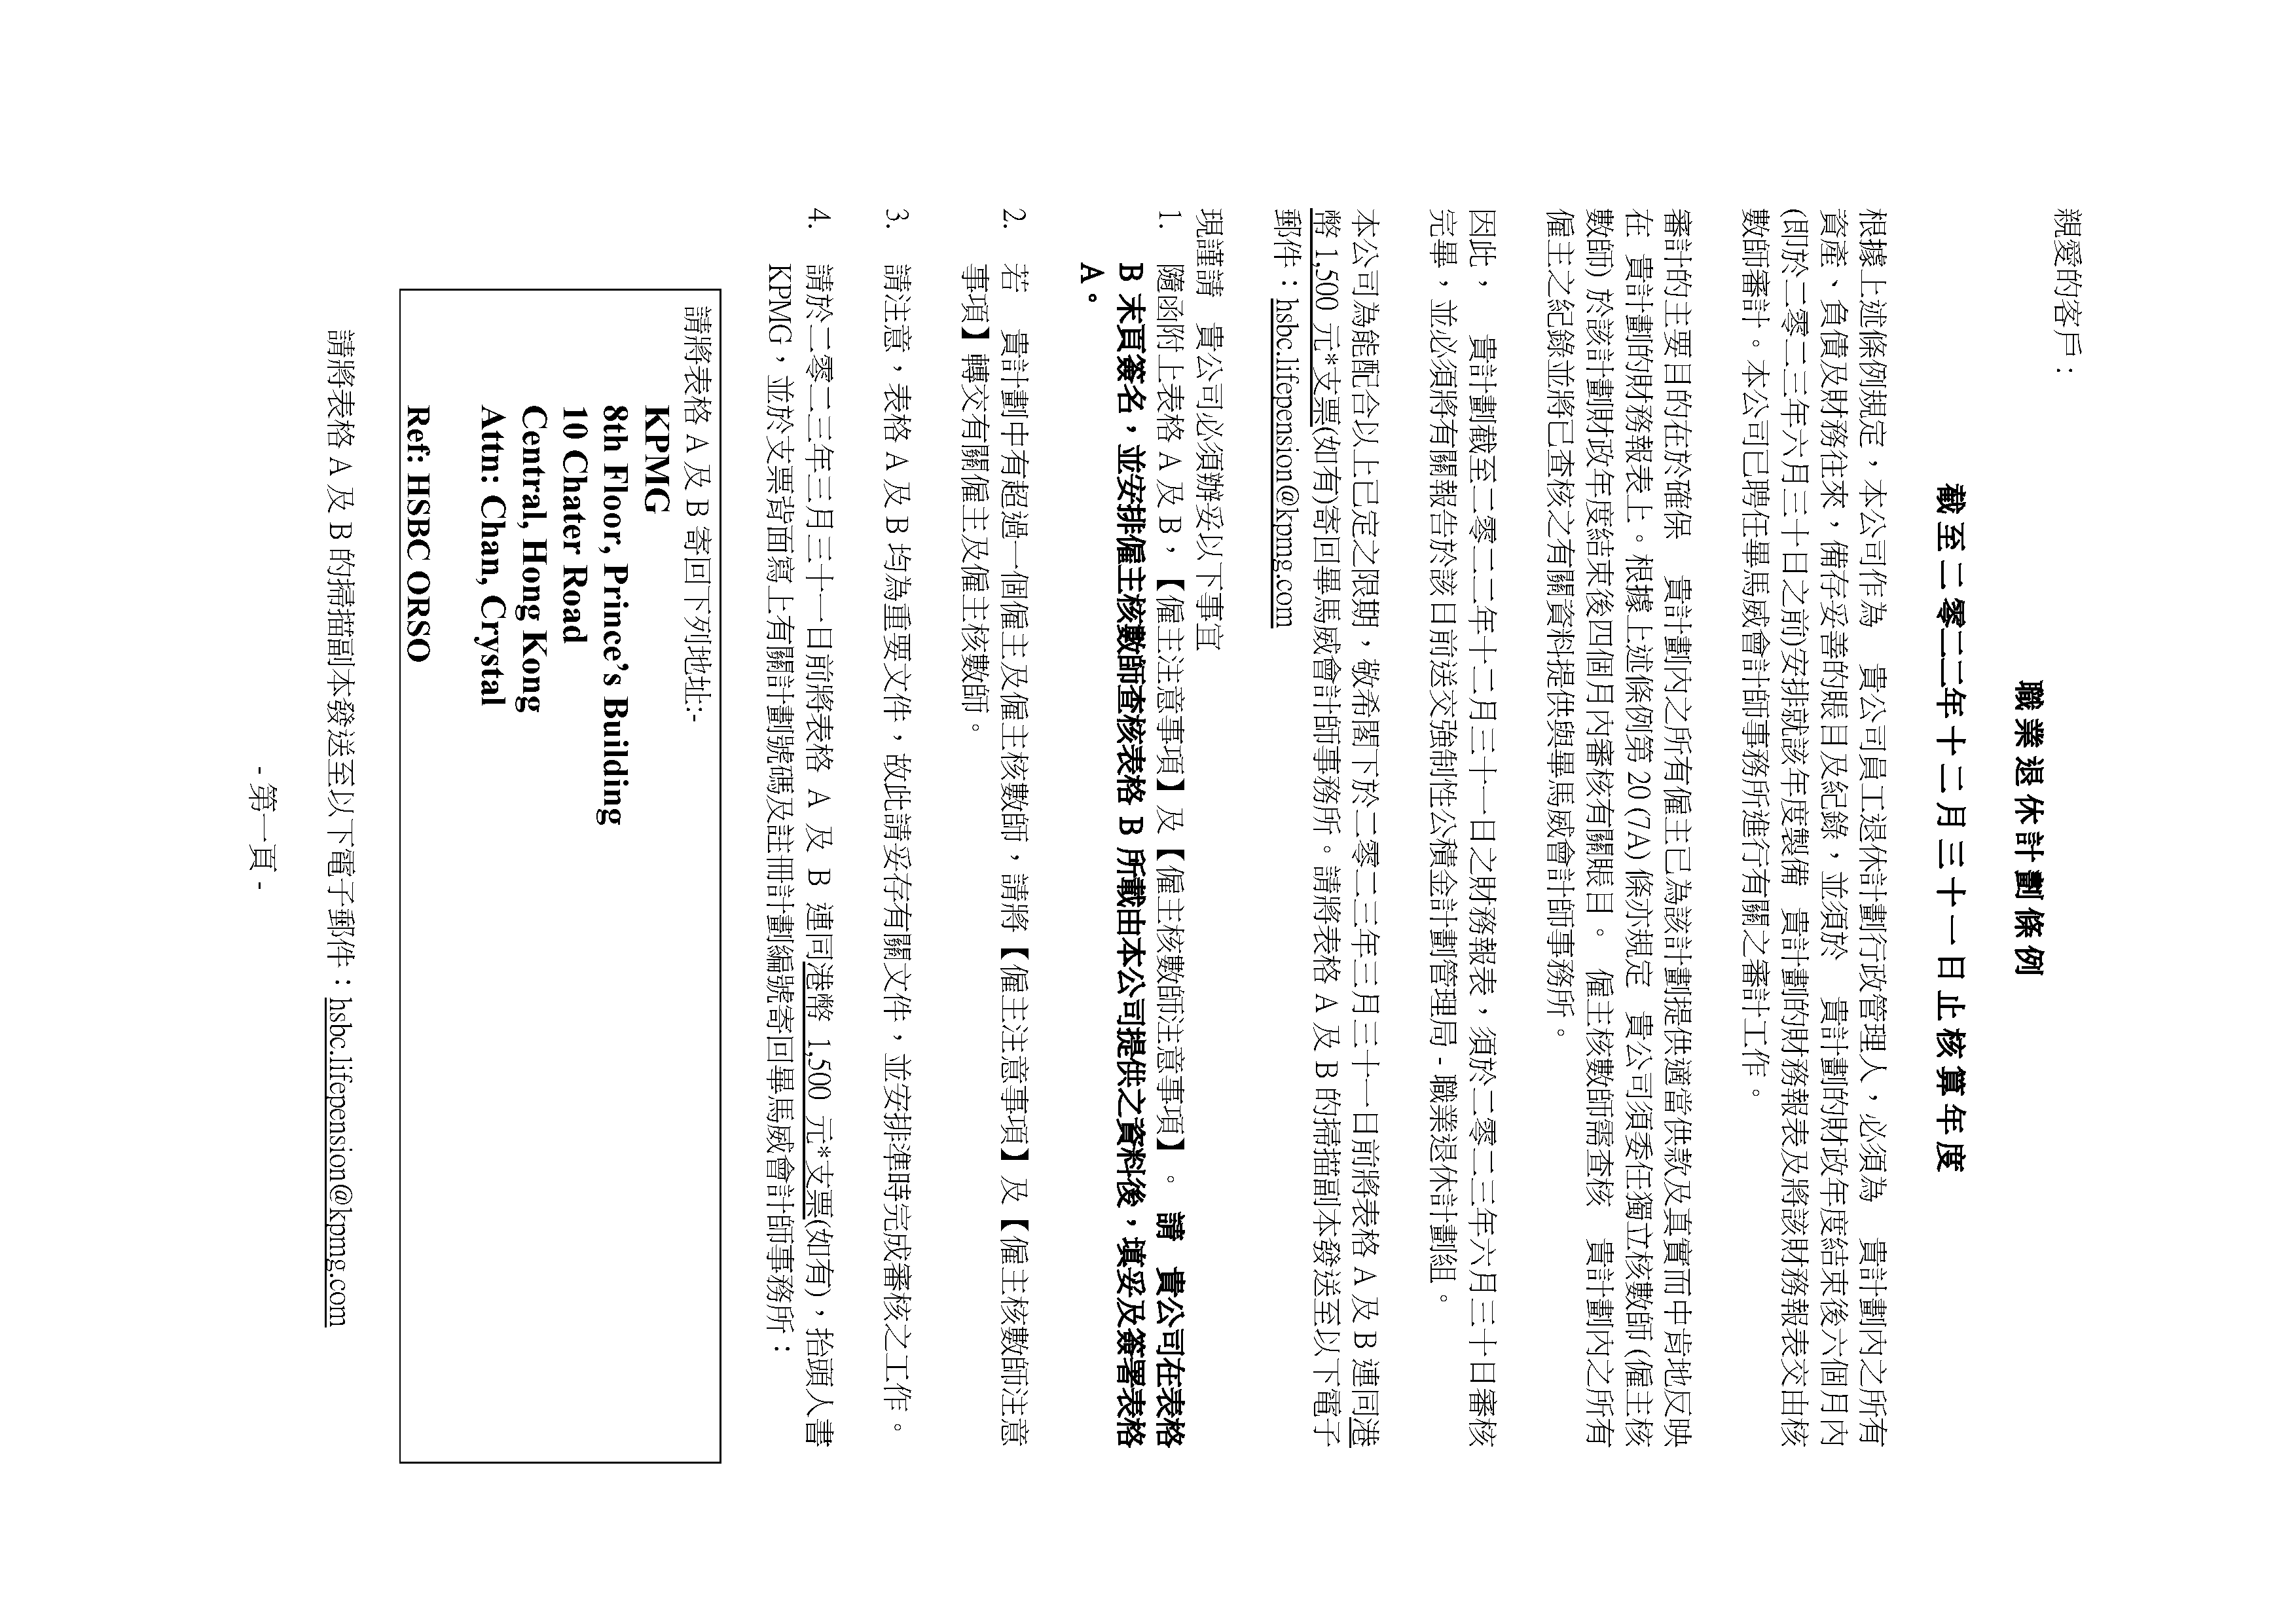 親愛的客戶：
職業退休計劃條例
截至二零二二年十二月三十一日止核算年度
根據上述條例規定，本公司作為 貴公司員工退休計劃行政管理人，必須為 貴計劃內之所有
資產、負債及財務往來，備存妥善的賬目及紀錄，並須於 貴計劃的財政年度結束後六個月內
(即於二零二三年六月三十日之前)安排就該年度製備 貴計劃的財務報表及將該財務報表交由核
數師審計。本公司已聘任畢馬威會計師事務所進行有關之審計工作。
審計的主要目的在於確保 貴計劃內之所有僱主已為該計劃提供適當供款及真實而中肯地反映
在 貴計劃的財務報表上。根據上述條例第 20 (7A) 條亦規定 貴公司須委任獨立核數師 (僱主核
數師) 於該計劃財政年度結束後四個月內審核有關賬目。 僱主核數師需查核 貴計劃內之所有
僱主之紀錄並將已查核之有關資料提供與畢馬威會計師事務所。
因此， 貴計劃截至二零二二年十二月三十一日之財務報表，須於二零二三年六月三十日審核
完畢，並必須將有關報告於該日前送交強制性公積金計劃管理局 - 職業退休計劃組。
本公司為能配合以上已定之限期，敬希閣下於二零二三年三月三十一日前將表格 A 及 B 連同港
幣 1,500 元*支票(如有)寄回畢馬威會計師事務所。請將表格 A 及 B 的掃描副本發送至以下電子
郵件：hsbc.lifepension@kpmg.com
現謹請 貴公司必須辦妥以下事宜
1. 隨函附上表格 A 及 B，【僱主注意事項】及【僱主核數師注意事項】。 請 貴公司在表格
B 末頁簽名，並安排僱主核數師查核表格 B 所載由本公司提供之資料後，填妥及簽署表格
A。
2. 若 貴計劃中有超過一個僱主及僱主核數師，請將【僱主注意事項】及【僱主核數師注意
事項】轉交有關僱主及僱主核數師。
3. 請注意，表格 A 及 B 均為重要文件，故此請妥存有關文件，並安排準時完成審核之工作。
4. 請於二零二三年三月三十一日前將表格 A 及 B 連同港幣 1,500 元*支票(如有)，抬頭人書
KPMG，並於支票背面寫上有關計劃號碼及註冊計劃編號寄回畢馬威會計師事務所：
請將表格 A 及 B 寄回下列地址:-
KPMG
8th Floor, Prince’s Building
10 Chater Road
Central, Hong Kong
Attn: Chan, Crystal
Ref: HSBC ORSO
請將表格 A 及 B 的掃描副本發送至以下電子郵件：hsbc.lifepension@kpmg.com
- 第一頁 -